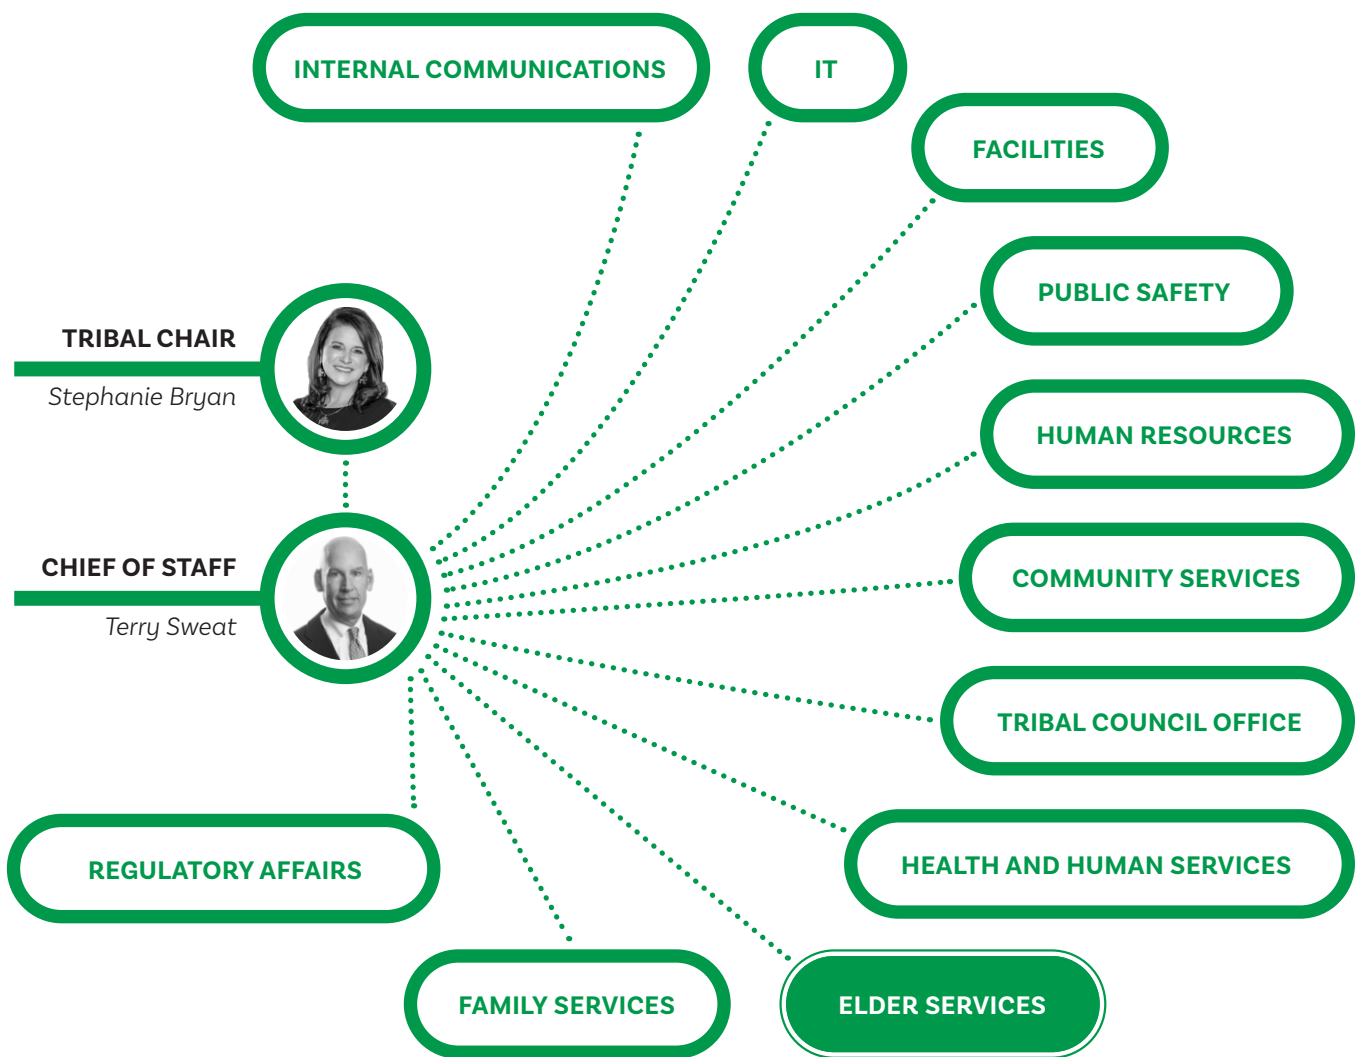 INTERNAL COMMUNICATIONS
IT
FACILITIES
PUBLIC SAFETY
TRIBAL CHAIR
Stephanie Bryan
HUMAN RESOURCES
CHIEF OF STAFF
Terry Sweat
COMMUNITY SERVICES
TRIBAL COUNCIL OFFICE
HEALTH AND HUMAN SERVICES
REGULATORY AFFAIRS
FAMILY SERVICES
ELDER SERVICES